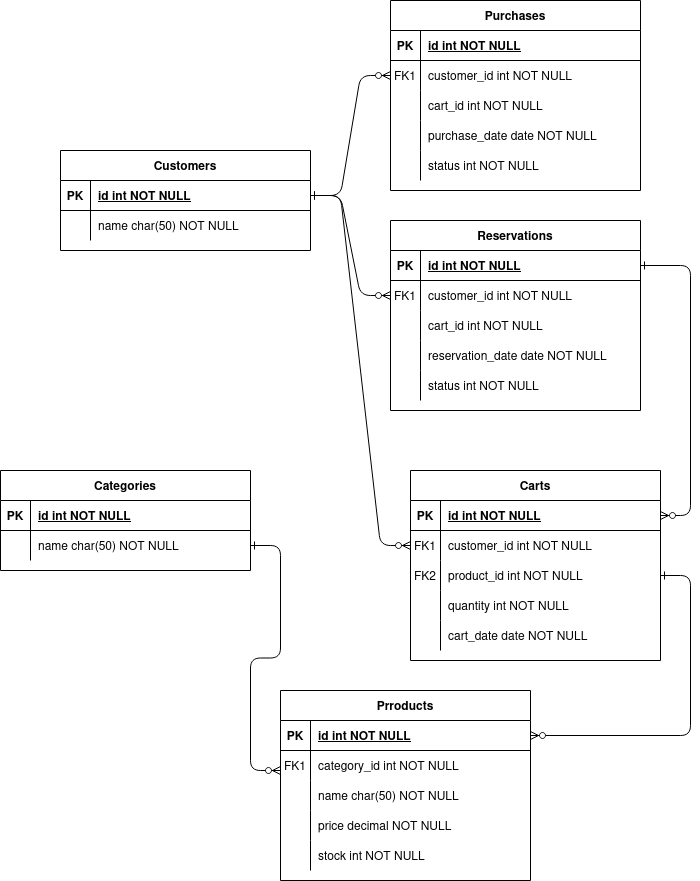 Purchases
PK id int NOT NULL
FK1 customer_id int NOT NULL
cart_id int NOT NULL
purchase_date date NOT NULL
status int NOT NULL
Customers
PK id int NOT NULL
name char(50) NOT NULL
Reservations
PK id int NOT NULL
FK1 customer_id int NOT NULL
cart_id int NOT NULL
reservation_date date NOT NULL
status int NOT NULL
Categories
PK id int NOT NULL
name char(50) NOT NULL
Carts
PK id int NOT NULL
FK1 customer_id int NOT NULL
FK2 product_id int NOT NULL
quantity int NOT NULL
cart_date date NOT NULL
Prroducts
PK id int NOT NULL
FK1 category_id int NOT NULL
name char(50) NOT NULL
price decimal NOT NULL
stock int NOT NULL